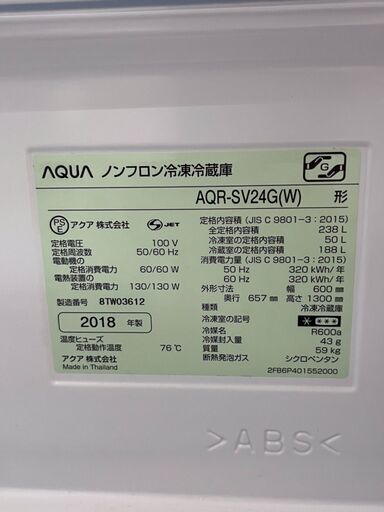 AQUA ノンフロン冷凍冷蔵庫
AQR-SV24G(W) 形
PS
E
アクア 株式会社
S JET
定格電圧 100 V
定格周波数 50/60 Hz
電動機の
定格消費電力 60/60 W
電熱装置の
定格消費電力 130/130 W
製造番号 8TW03612
2018 年製
温度ヒューズ
定格動作温度 76℃
アクア 株式会社
Made in Thailand
G
定格内容積 (JIS C 9801-3:2015)
全定格内容積 238 L
冷凍室の定格内容積 50 L
冷蔵室の定格内容積 188 L
消費電力量 (JIS C 9801-3:2015)
50 Hz 320 kWh/年
60 Hz 320 kWh/年
外形寸法 幅 600 mm
奥行 657 mm 高さ 1300 mm
種類 冷凍冷蔵庫
冷凍室の記号
冷媒名 R600a
冷媒封入量 43 g
質量 59 kg
断熱発泡ガス シクロペンタン
2FB6P401552000
>ABS<